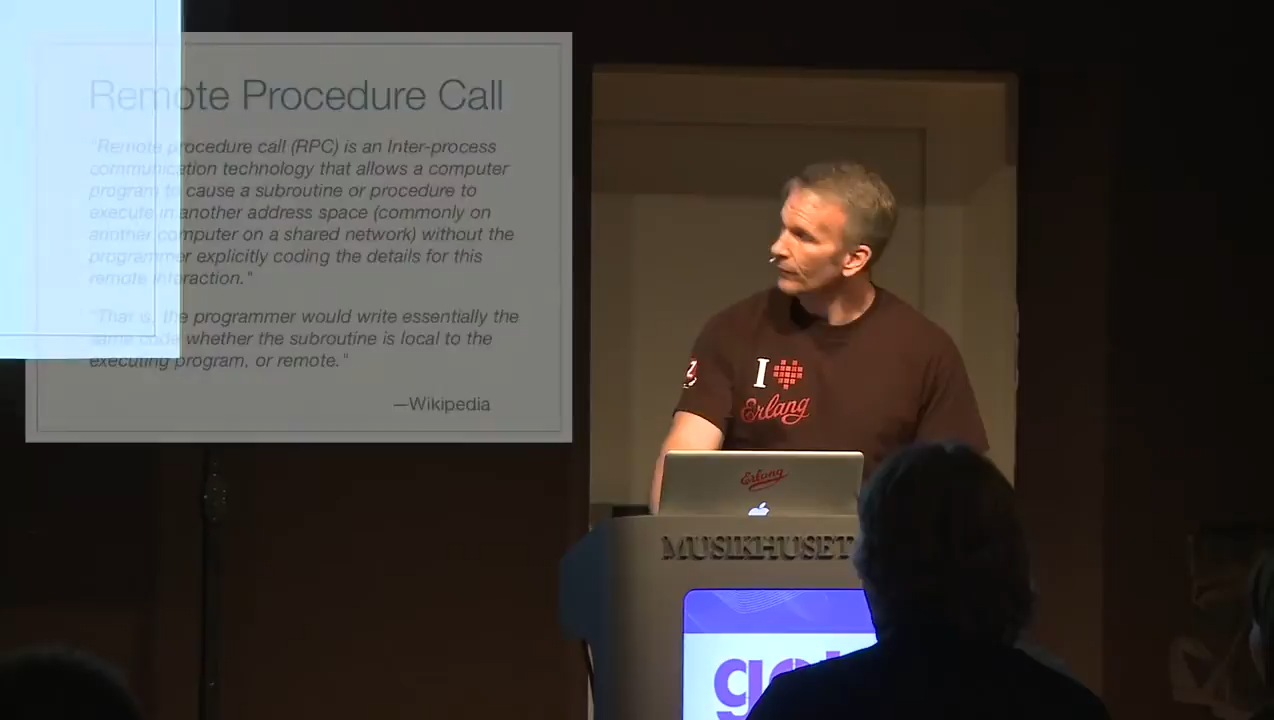 Remote Procedure Call
"Remote procedure call (RPC) is an Inter-process
communication technology that allows a computer
program to cause a subroutine or procedure to
execute in another address space (commonly on
another computer on a shared network) without the
programmer explicitly coding the details for this
remote interaction."
"That is, the programmer would write essentially the
same code whether the subroutine is local to the
executing program, or remote."
—Wikipedia
I
Erlang
Erlang
MUSIKHUSET